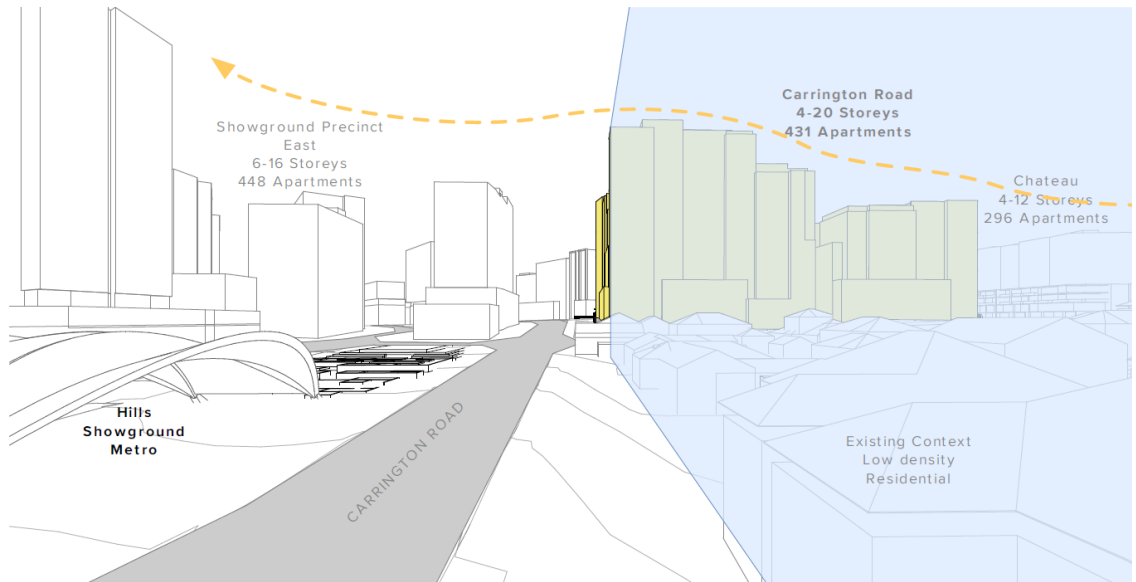 Carrington Road
4-20 Storeys
431 Apartments
Showground Precinct
East
6-16 Storeys
448 Apartments
Chateau
4-12 Storeys
296 Apartments
Hills
Showground
Metro
CARRINGTON ROAD
Existing Context
Low density
Residential